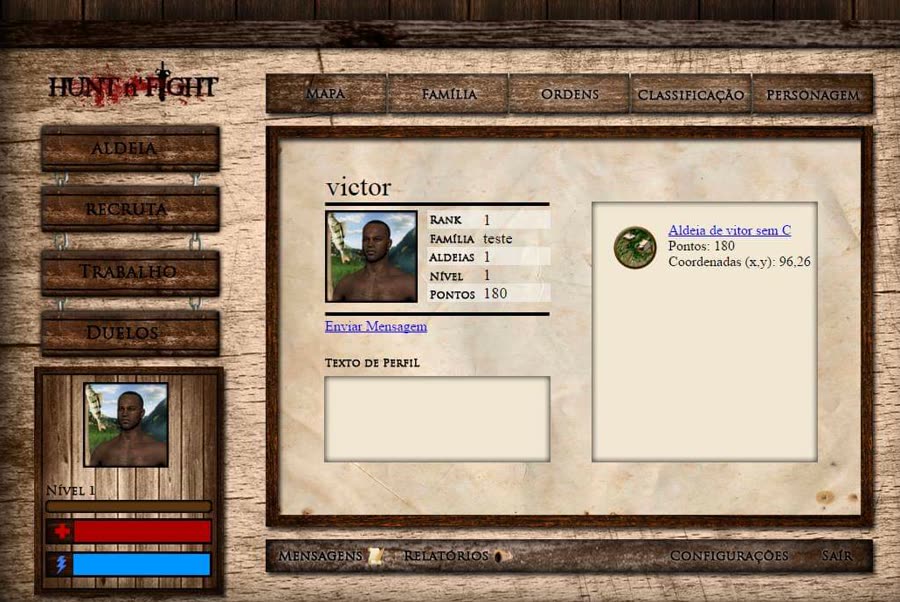 HUNT n' FIGHT
MAPA
FAMÍLIA
ORDENS
CLASSIFICAÇÃO
PERSONAGEM
ALDEIA
RECRUTA
TRABALHO
DUELOS
NÍVEL 1
victor
RANK 1
FAMÍLIA teste
ALDEIAS 1
NÍVEL 1
PONTOS 180
Enviar Mensagem
TEXTO DE PERFIL
Aldeia de vitor sem C
Pontos: 180
Coordenadas (x,y): 96,26
MENSAGENS
RELATÓRIOS
CONFIGURAÇÕES
SAÍR